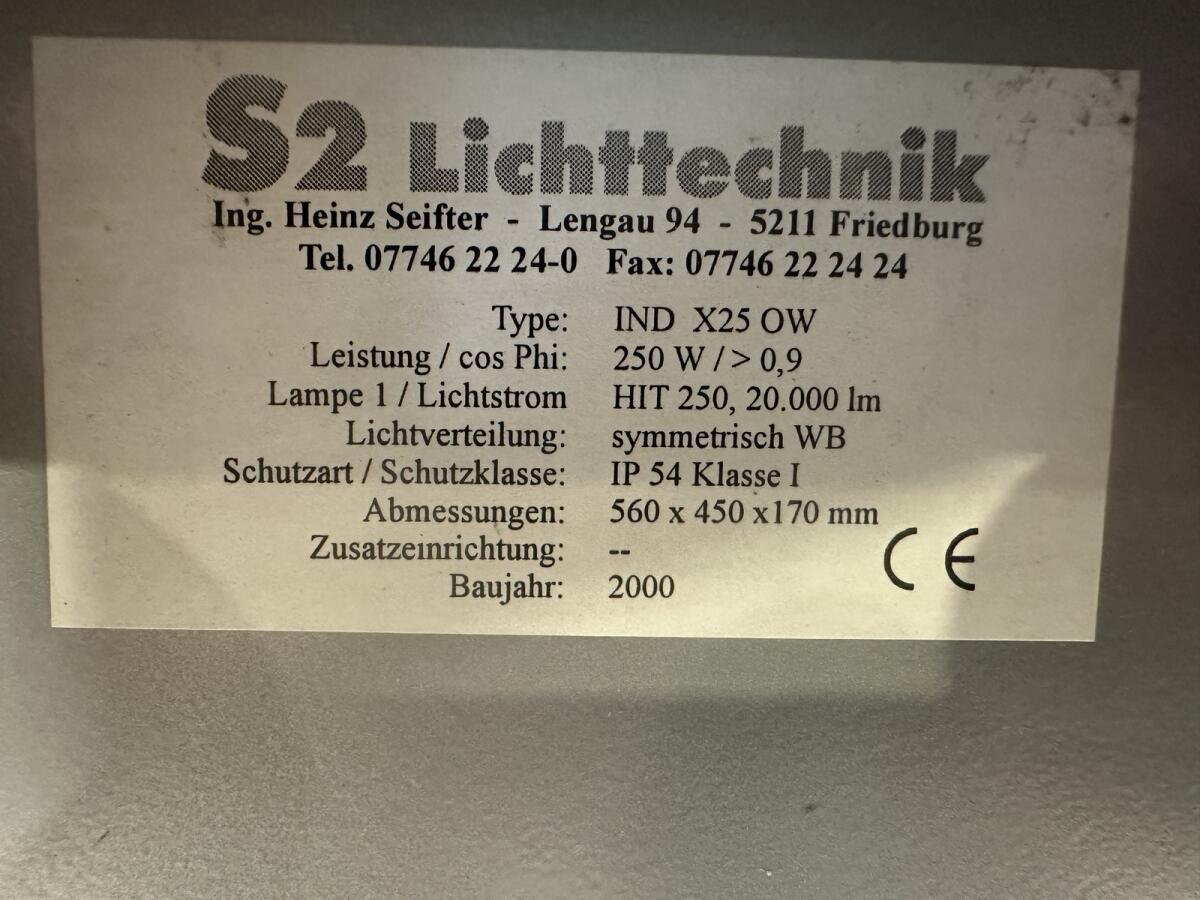 S2 Lichttechnik
Ing. Heinz Seifter - Lengau 94 - 5211 Friedburg
Tel. 07746 22 24-0 Fax: 07746 22 24 24
Type: IND X25 OW
Leistung / cos Phi: 250 W / > 0,9
Lampe 1 / Lichtstrom HIT 250, 20.000 lm
Lichtverteilung: symmetrisch WB
Schutzart / Schutzklasse: IP 54 Klasse I
Abmessungen: 560 x 450 x170 mm
Zusatzeinrichtung: --
Baujahr: 2000
CE